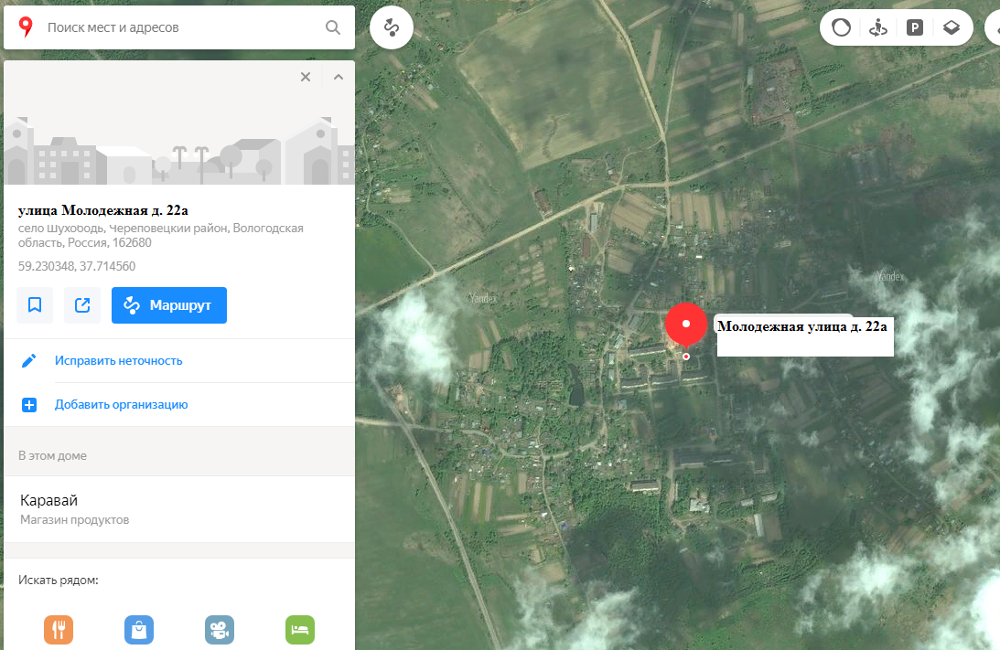 Поиск мест и адресов
P
улица Молодежная д. 22а
село Шухободь, Череповецкий район, Вологодская
область, Россия, 162680
59.230348, 37.714560
Маршрут
Исправить неточность
Добавить организацию
В этом доме
Каравай
Магазин продуктов
Искать рядом:
Yandex
Yandex
Молодежная улица д. 22а